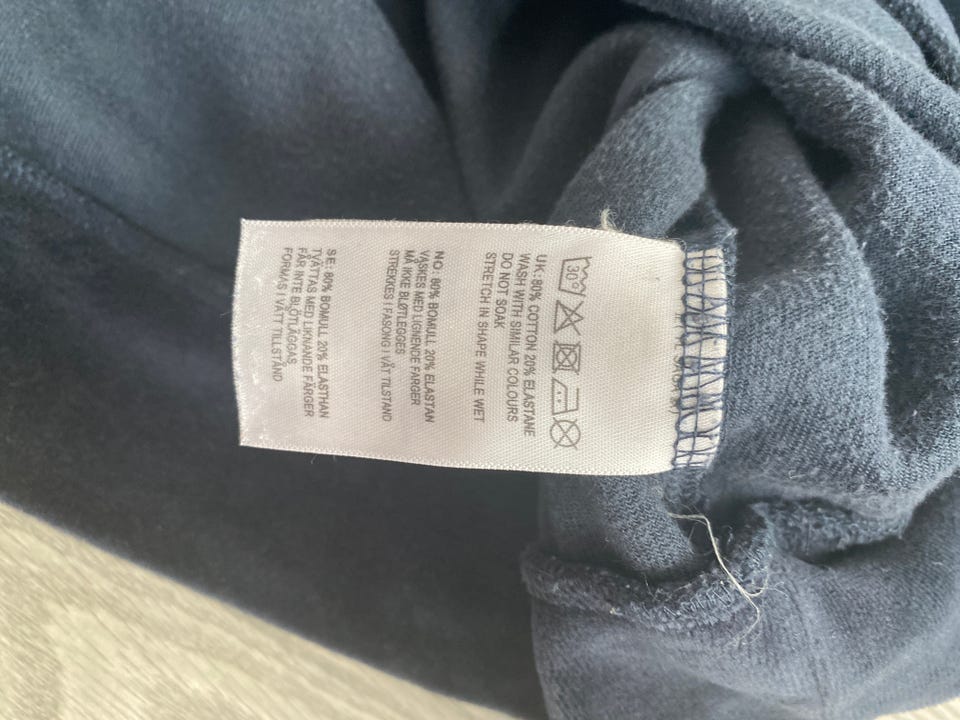 30°
UK:80% COTTON 20% ELASTANE
WASH WITH SIMILAR COLOURS
DO NOT SOAK
STRETCH IN SHAPE WHILE WET
NO: 80% BOMULL 20% ELASTAN
VASKES MED LIGNENDE FARGER
MÅ IKKE BLØTLEGGES
STREKKES I FASONG I VÅT TILSTAND
SE: 80% BOMULL 20% ELASTHAN
TVÄTTAS MED LIKNANDE FÄRGER
FÅR INTE BLÖTLÄGGAS
FORMAS I VÅTT TILLSTÅND